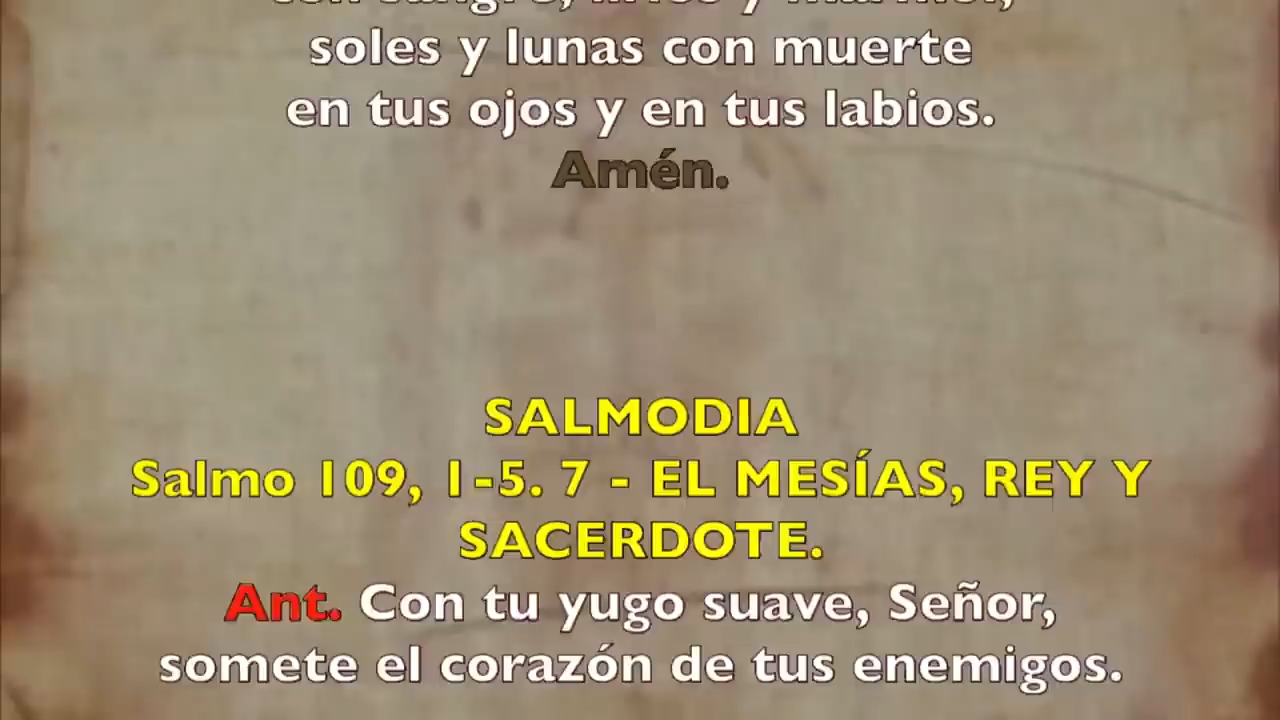 soles y lunas con muerte
en tus ojos y en tus labios.
Amén.
SALMODIA
Salmo 109, 1-5. 7 - EL MESÍAS, REY Y
SACERDOTE.
Ant. Con tu yugo suave, Señor,
somete el corazón de tus enemigos.